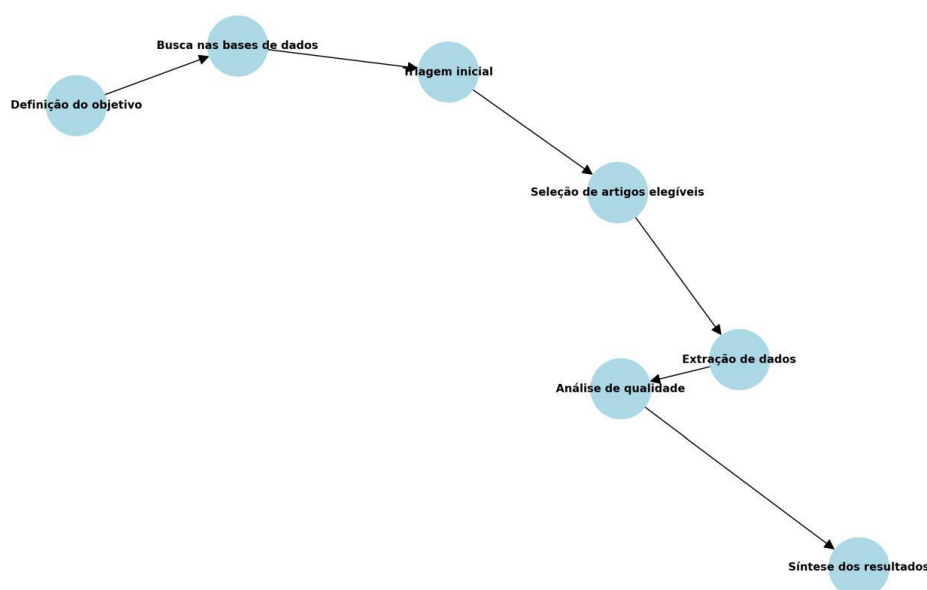 Busca nas bases de dados
Triagem inicial
Definição do objetivo
Seleção de artigos elegíveis
Extração de dados
Análise de qualidade
Síntese dos resultados